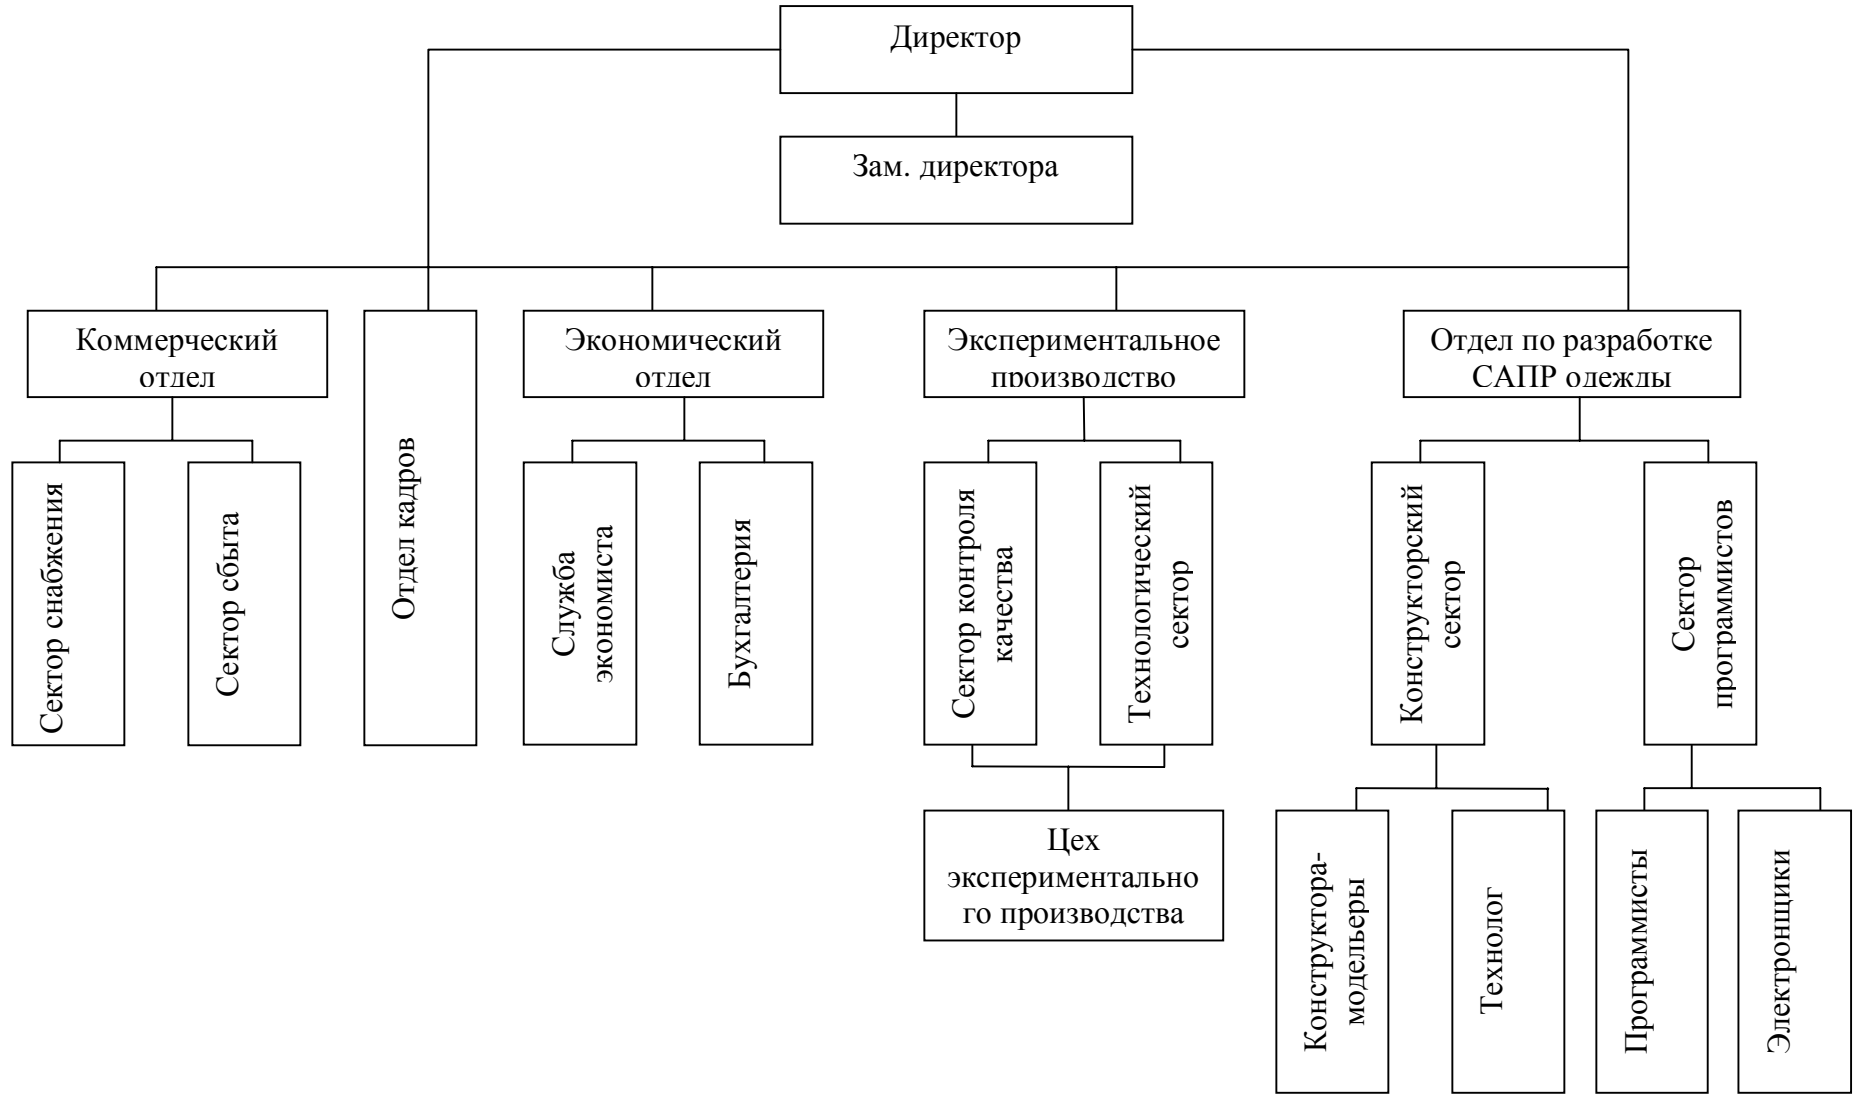 Директор
Зам. директора
Коммерческий
отдел
Экономический
отдел
Экспериментальное
производство
Отдел по разработке
САПР одежды
Сектор снабжения
Сектор сбыта
Отдел кадров
Служба
экономиста
Бухгалтерия
Сектор контроля
качества
Технологический
сектор
Конструкторский
сектор
Сектор
программистов
Цех
экспериментально
го производства
Конструктора-
модельеры
Технолог
Программисты
Электронщики